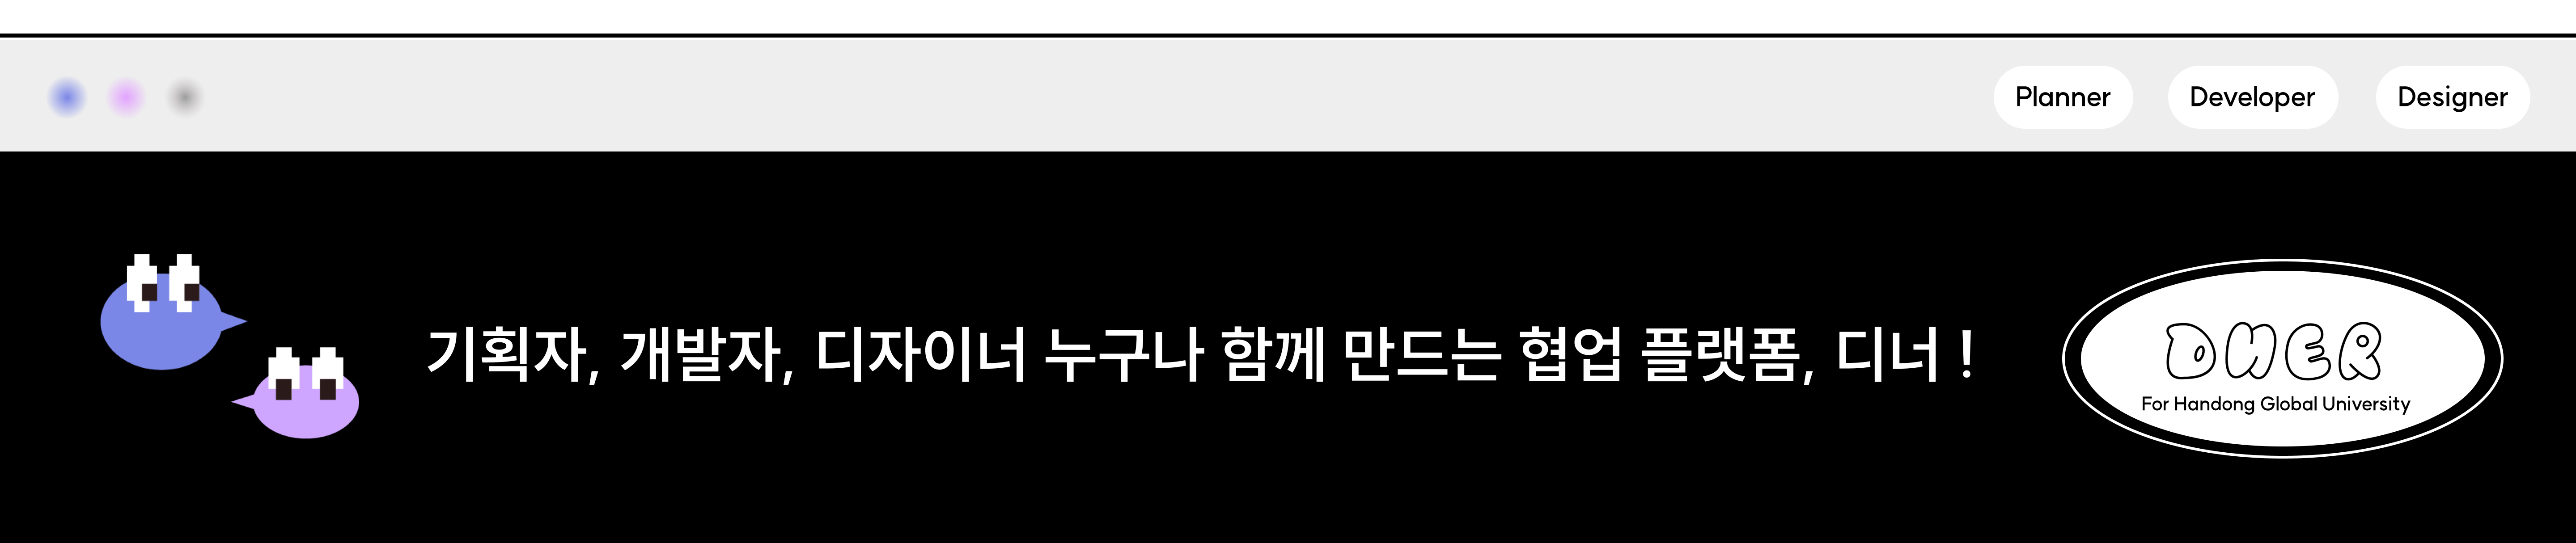 Planner
Developer
Designer
기획자, 개발자, 디자이너 누구나 함께 만드는 협업 플랫폼, 디너 !
DNER
For Handong Global University